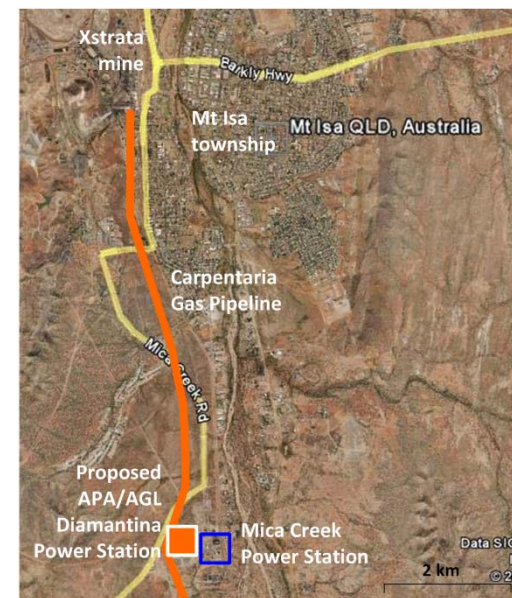 Xstrata
mine
Barkly Hwy
Mt Isa
township
Mt Isa QLD, Australia
Carpentaria
Gas Pipeline
Mica Creek Rd
Proposed
APA/AGL
Diamantina
Power Station
Mica Creek
Power Station
Data SIO
2 km
©2